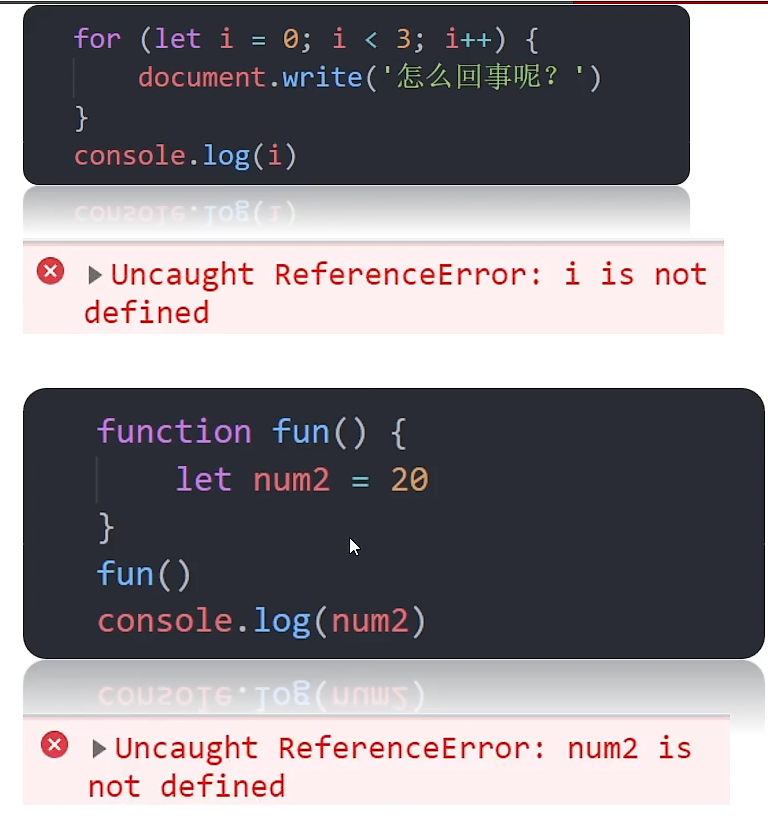 for (let i = 0; i < 3; i++) {
    document.write('怎么回事呢？')
}
console.log(i)
Uncaught ReferenceError: i is not
defined
function fun() {
    let num2 = 20
}
fun()
console.log(num2)
Uncaught ReferenceError: num2 is
not defined